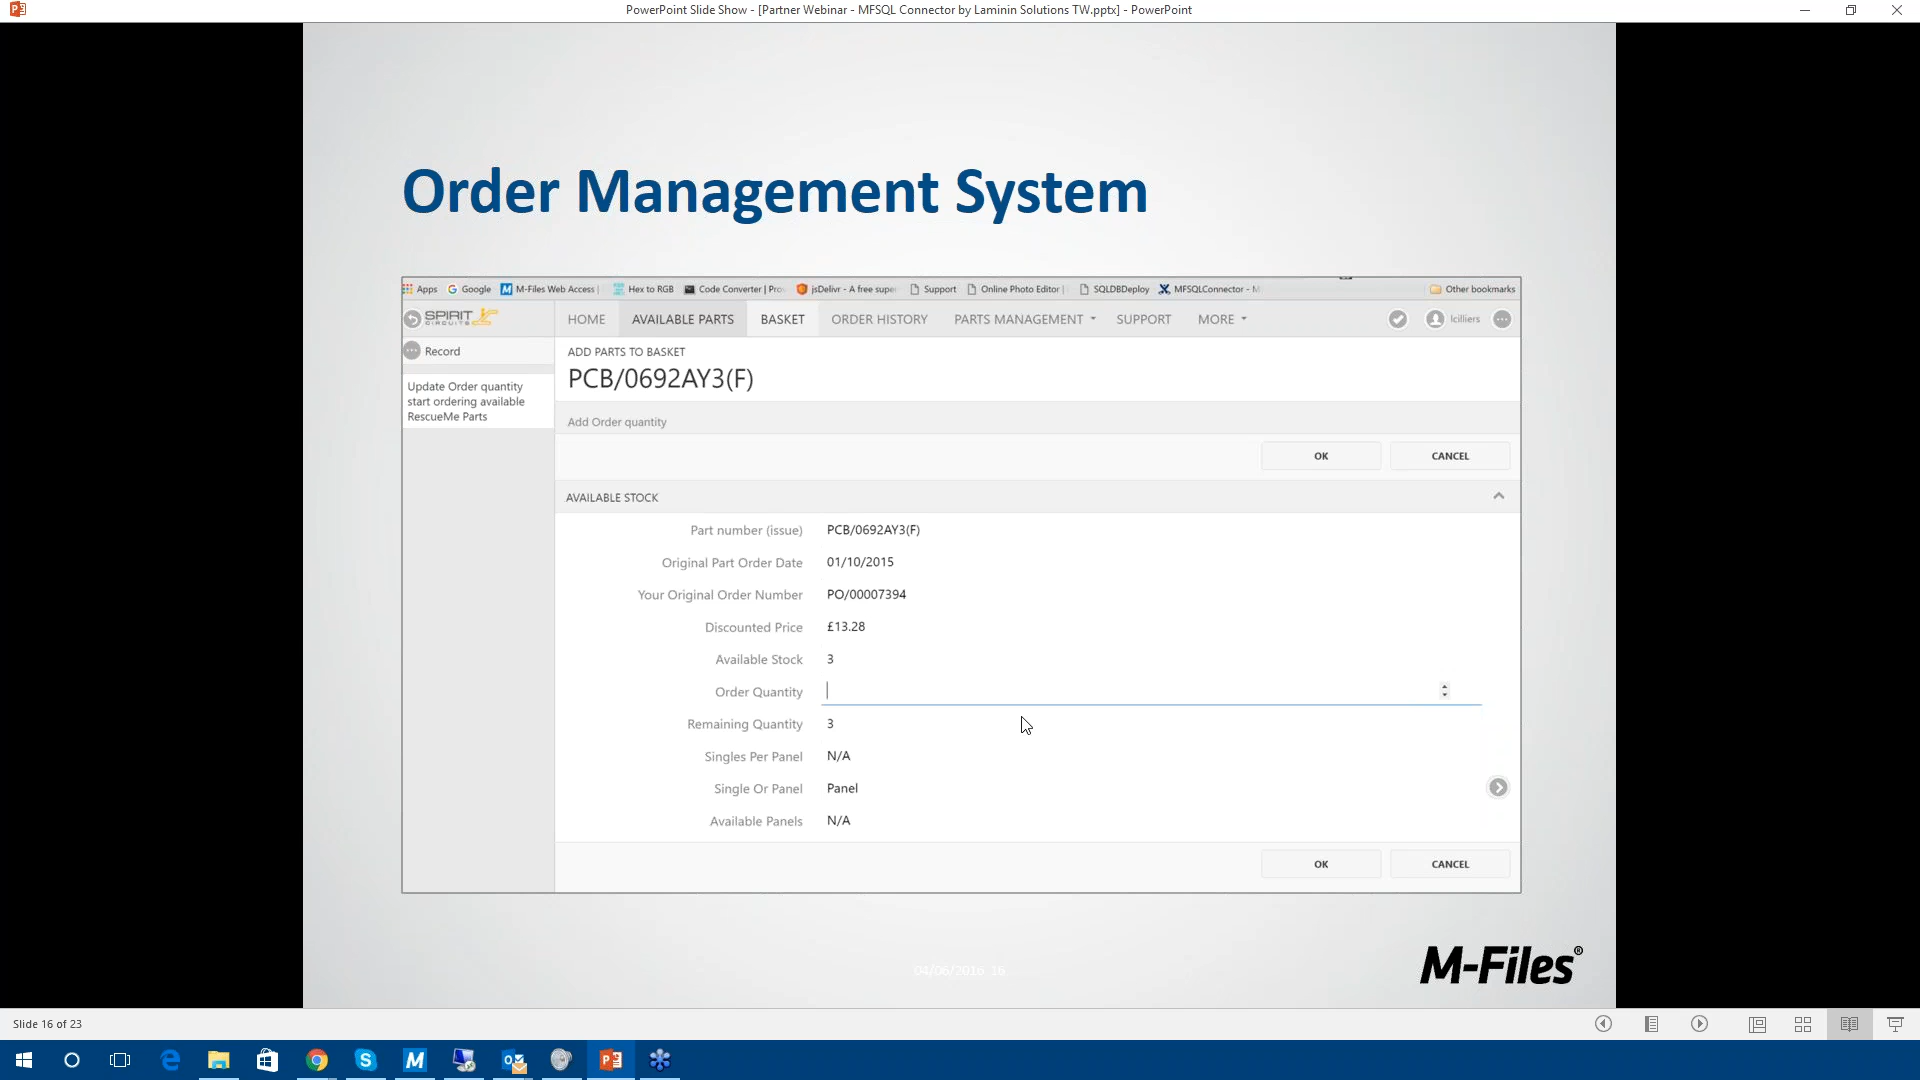 PowerPoint Slide Show - [Partner Webinar - MFSQL Connector by Laminin Solutions TW.pptx] - PowerPoint
Order Management System
Apps Google M-Files Web Access | Hex to RGB Code Converter | Pro jsDelivr - A free supe Support Online Photo Editor | SQLDBDeploy MFSQLConnector - M Other bookmarks
SPIRIT CIRCUITS HOME AVAILABLE PARTS BASKET ORDER HISTORY PARTS MANAGEMENT SUPPORT MORE lcilliers
Record
Update Order quantity
start ordering available
RescueMe Parts
ADD PARTS TO BASKET
PCB/0692AY3(F)
Add Order quantity
OK CANCEL
AVAILABLE STOCK
Part number (issue) PCB/0692AY3(F)
Original Part Order Date 01/10/2015
Your Original Order Number PO/00007394
Discounted Price £13.28
Available Stock 3
Order Quantity
Remaining Quantity 3
Singles Per Panel N/A
Single Or Panel Panel
Available Panels N/A
OK CANCEL
04/06/2016 16
M-Files®
Slide 16 of 23